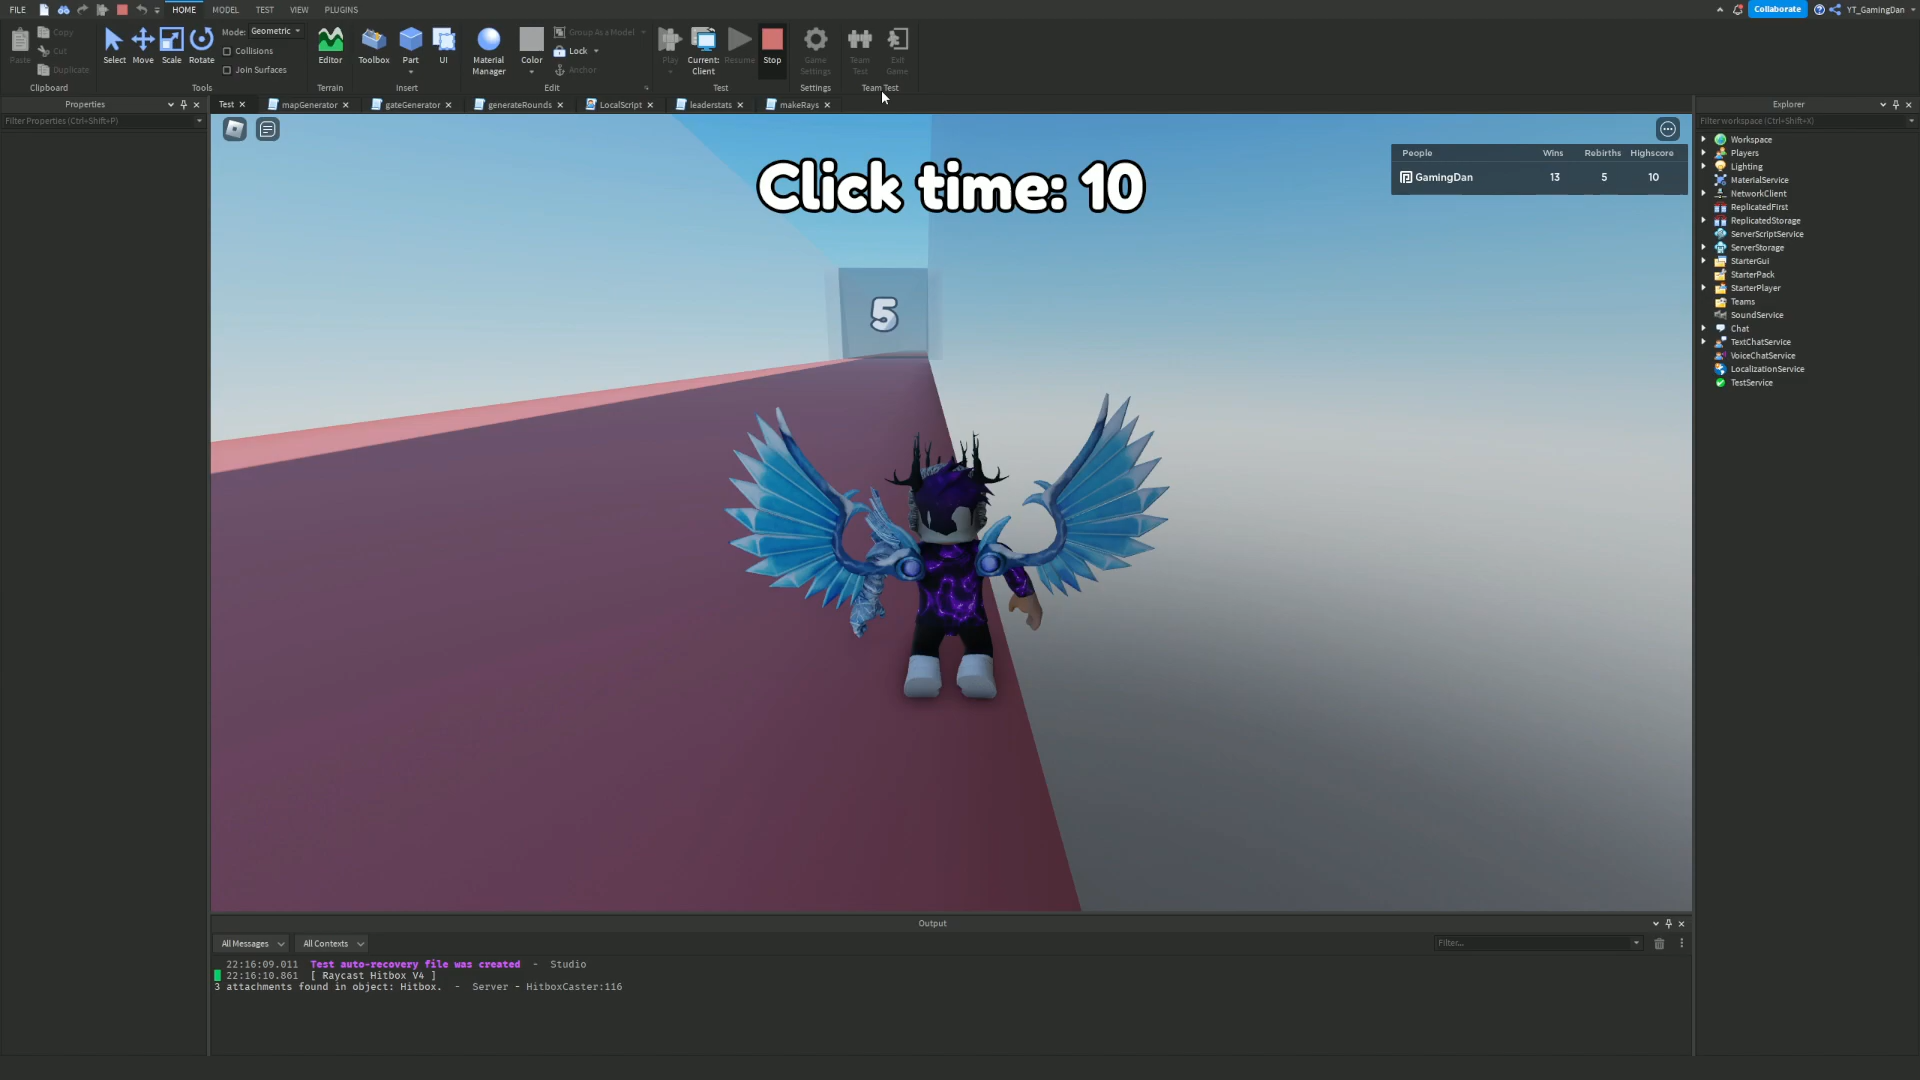 FILE HOME MODEL TEST VIEW PLUGINS Collaborate YT_GamingDan
Paste Copy Cut Duplicate
Clipboard
Select Move Scale Rotate
Mode: Geometric
Collisions
Join Surfaces
Tools
Editor
Terrain
Toolbox Part UI
Insert
Material Manager Color
Group As a Model
Lock
Anchor
Edit
Play Current: Client Resume Stop
Test
Game Settings
Settings
Team Test Exit Game
Team Test
Properties
Filter Properties (Ctrl+Shift+P)
Test mapGenerator gateGenerator generateRounds LocalScript leaderstats makeRays
Click time: 10
5
People Wins Rebirths Highscore
GamingDan 13 5 10
Explorer
Filter workspace (Ctrl+Shift+X)
Workspace
Players
Lighting
MaterialService
NetworkClient
ReplicatedFirst
ReplicatedStorage
ServerScriptService
ServerStorage
StarterGui
StarterPack
StarterPlayer
Teams
SoundService
Chat
TextChatService
VoiceChatService
LocalizationService
TestService
Output
All Messages All Contexts Filter...
22:16:09.011 Test auto-recovery file was created - Studio
22:16:10.861 [ Raycast Hitbox V4 ]
3 attachments found in object: Hitbox. - Server - HitboxCaster:116